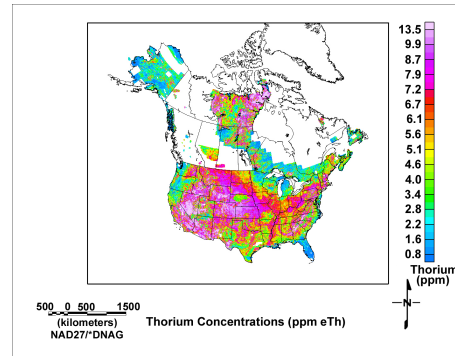 13.5
9.9
8.7
7.8
7.2
6.7
6.1
5.6
5.1
4.6
4.0
3.4
2.8
2.2
1.6
0.8
Thorium
(ppm)
500 0 500 1500
(kilometers)
NAD27/*DNAG
Thorium Concentrations (ppm eTh)
N